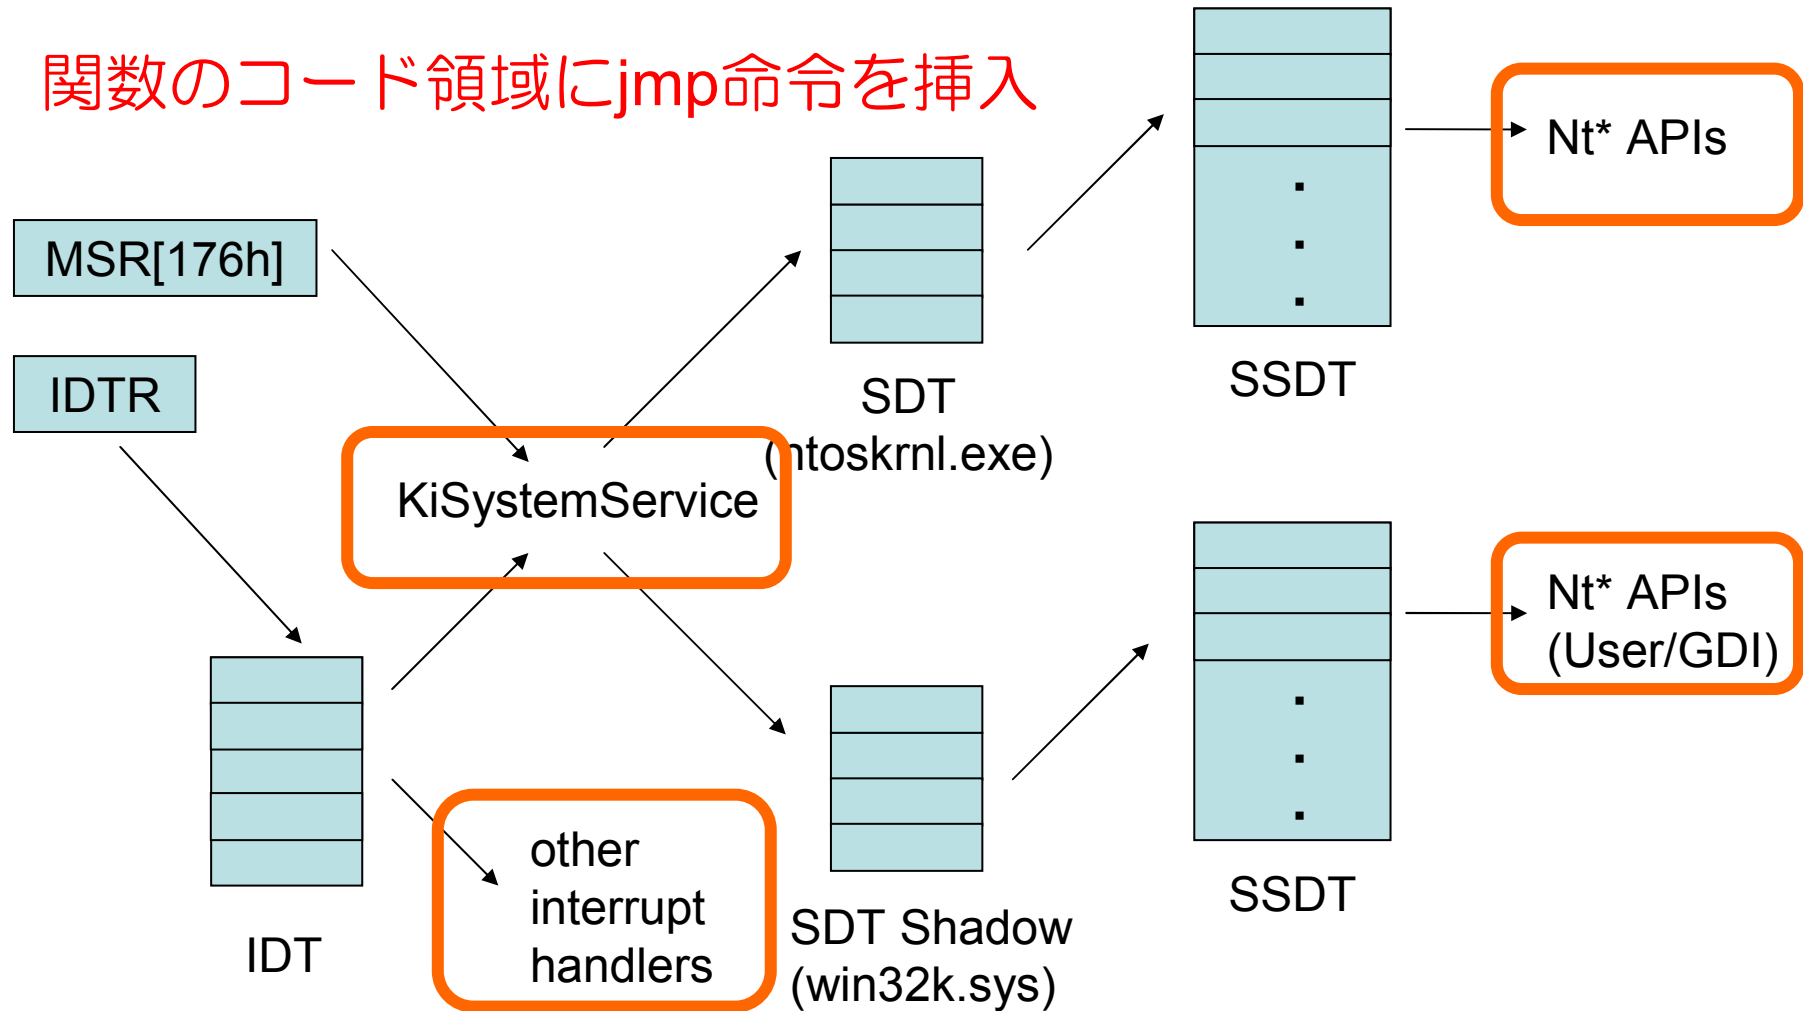 関数のコード領域にjmp命令を挿入
MSR[176h]
IDTR
KiSystemService
IDT
other
interrupt
handlers
SDT
(ntoskrnl.exe)
SDT Shadow
(win32k.sys)
SSDT
SSDT
Nt* APIs
Nt* APIs
(User/GDI)